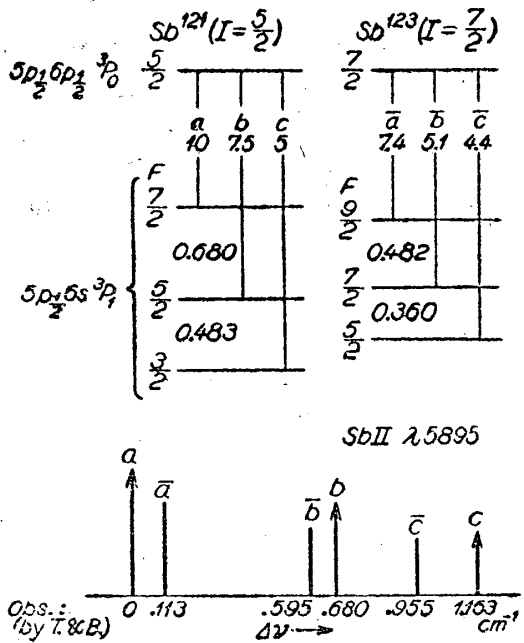 Sb¹²¹(I = 5/2) Sb¹²³(I = 7/2)
5p½ 6p½ ³P₀ 5/2 7/2
a b c ā b̄ c̄
10 7.5 5 7.4 5.1 4.4
F F
7/2 9/2
0.680 0.482
5p½ 6s ³P₁ 5/2 7/2
0.483 0.360
3/2 5/2
Sb II λ5895
a ā b̄ b c̄ c
Obs.: 0 .113 .595 .680 .955 1.163
(by T. & B.) Δν → cm⁻¹